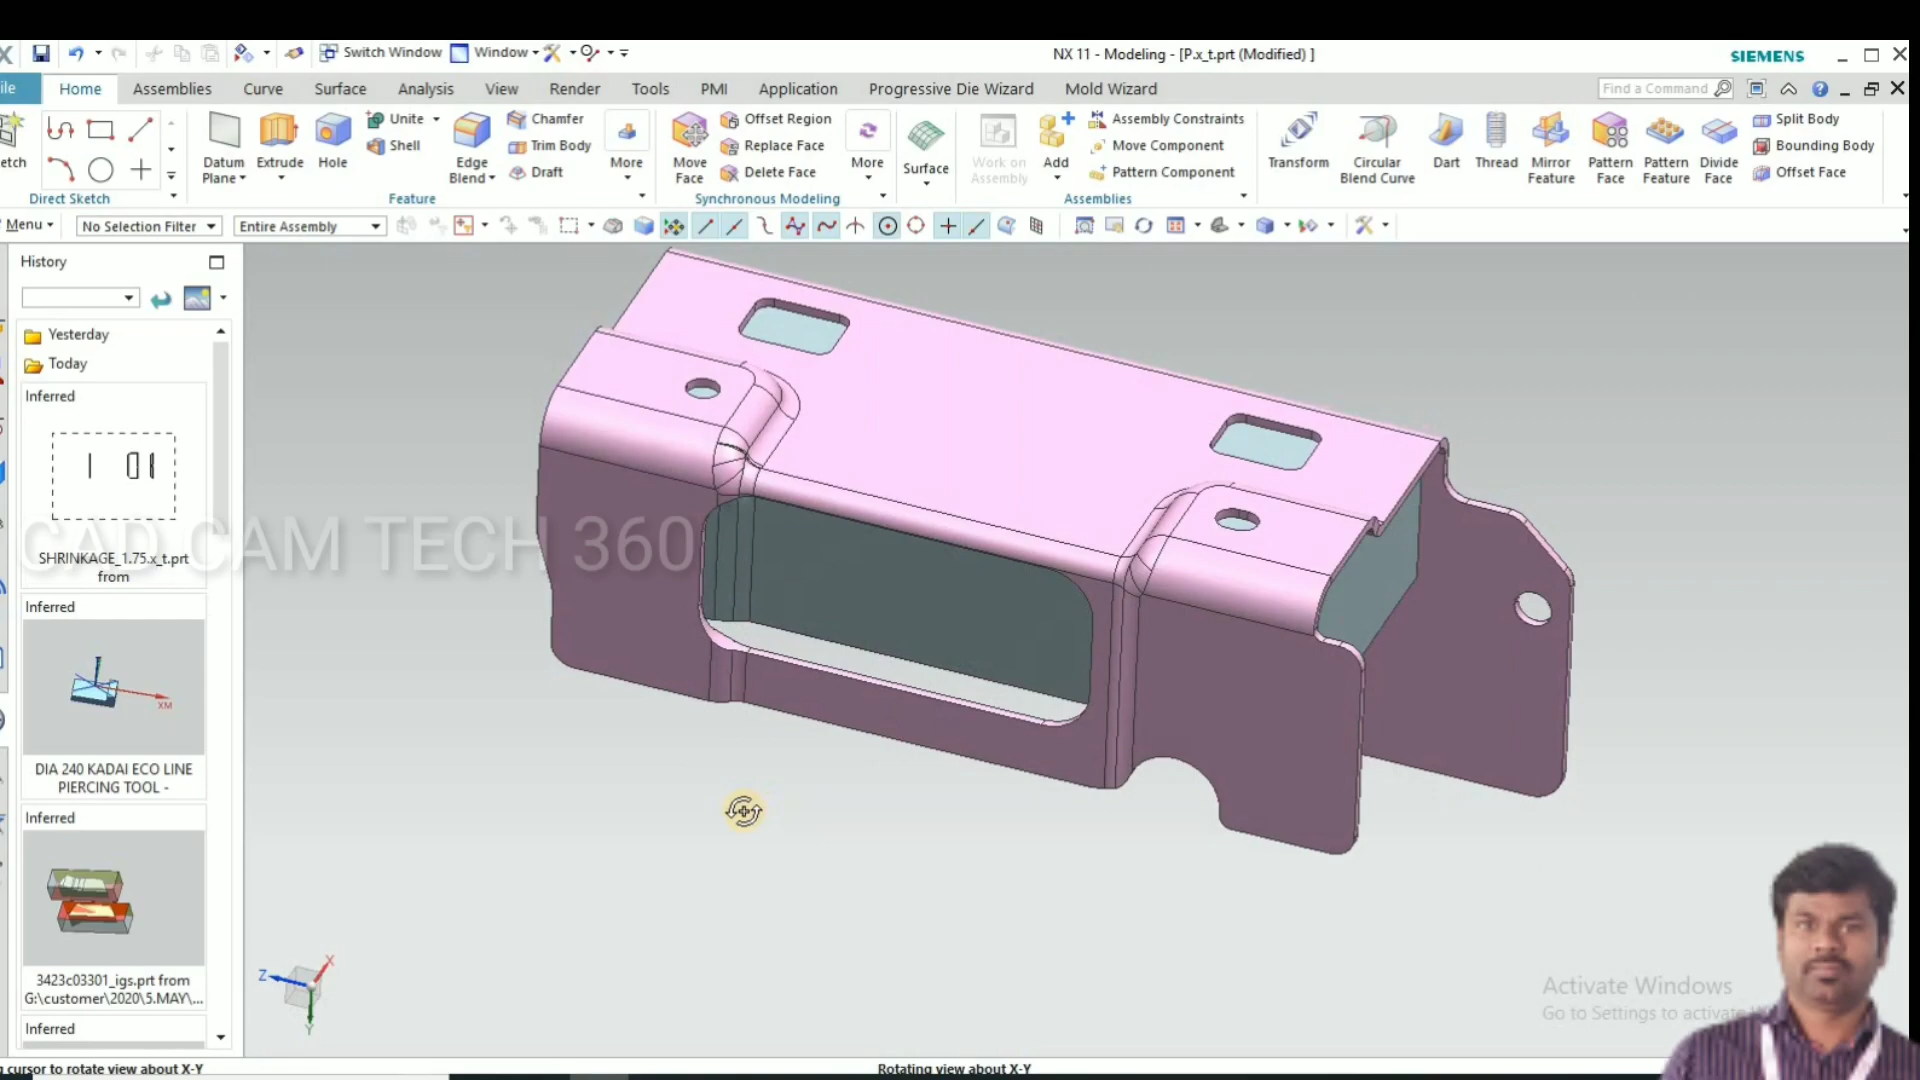 Switch Window Window NX 11 - Modeling - [P.x_t.prt (Modified) ] SIEMENS
Home Assemblies Curve Surface Analysis View Render Tools PMI Application Progressive Die Wizard Mold Wizard Find a Command
Unite Chamfer Offset Region Assembly Constraints Split Body
Shell Trim Body Replace Face Move Component Bounding Body
Draft Delete Face Pattern Component Offset Face
Datum Plane Extrude Hole Edge Blend More Move Face More Surface Work on Assembly Add Transform Circular Blend Curve Dart Thread Mirror Feature Pattern Face Pattern Feature Divide Face
Direct Sketch Feature Synchronous Modeling Assemblies
Menu No Selection Filter Entire Assembly
History
Yesterday
Today
Inferred
1 01
SHRINKAGE_1.75.x_t.prt
from
CAD CAM TECH 360
Inferred
XM
DIA 240 KADAI ECO LINE
PIERCING TOOL -
Inferred
3423c03301_igs.prt from
G:\customer\2020\5.MAY\...
Inferred
Z X
Y
Activate Windows
Go to Settings to activate
cursor to rotate view about X-Y Rotating view about X-Y